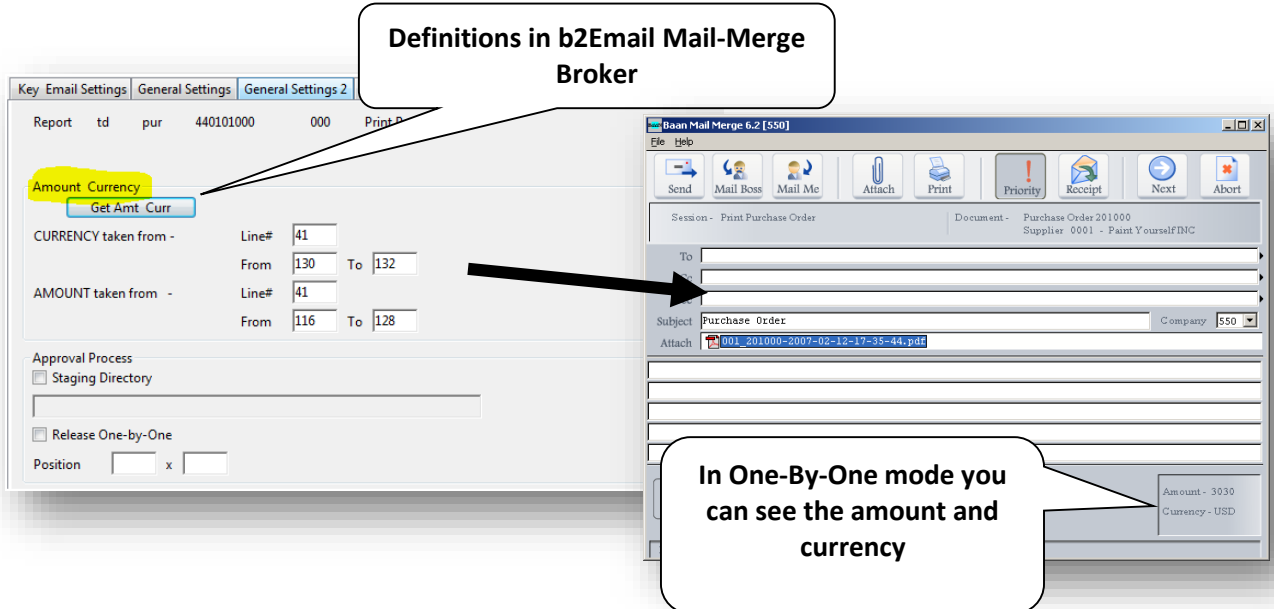 Definitions in b2Email Mail-Merge
Broker
Key Email Settings General Settings General Settings 2
Report td pur 440101000 000 Print P
Amount Currency
Get Amt Curr
CURRENCY taken from - Line# 41
From 130 To 132
AMOUNT taken from - Line# 41
From 116 To 128
Approval Process
Staging Directory
Release One-by-One
Position x
Baan Mail Merge 6.2 [550]
File Help
Send Mail Boss Mail Me Attach Print Priority Receipt Next Abort
Session - Print Purchase Order Document - Purchase Order 201000
Supplier 0001 - Paint Yourself INC
To
Subject Purchase Order Company 550
Attach 001_201000-2007-02-12-17-35-44.pdf
In One-By-One mode you
can see the amount and
currency
Amount - 3030
Currency - USD